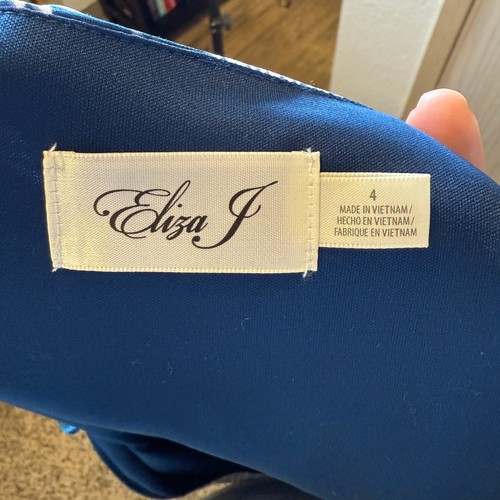 Eliza J
4
MADE IN VIETNAM/
HECHO EN VIETNAM/
FABRIQUE EN VIETNAM